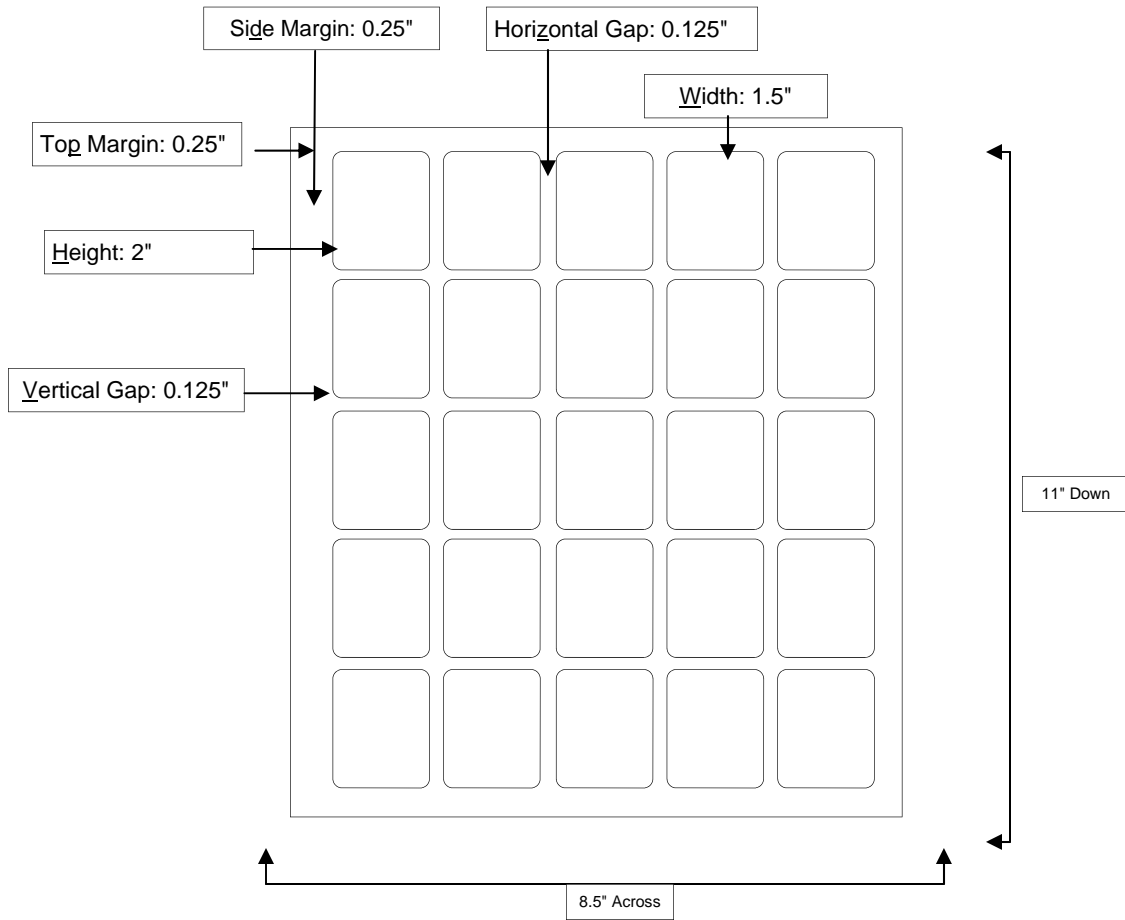 Side Margin: 0.25"
Horizontal Gap: 0.125"
Width: 1.5"
Top Margin: 0.25"
Height: 2"
Vertical Gap: 0.125"
11" Down
8.5" Across